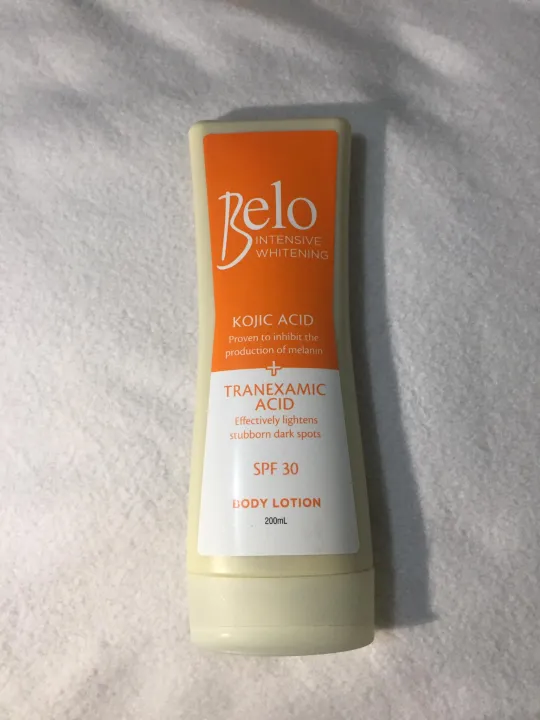 Belo
INTENSIVE
WHITENING
KOJIC ACID
Proven to inhibit the
production of melanin
+
TRANEXAMIC
ACID
Effectively lightens
stubborn dark spots
SPF 30
BODY LOTION
200mL